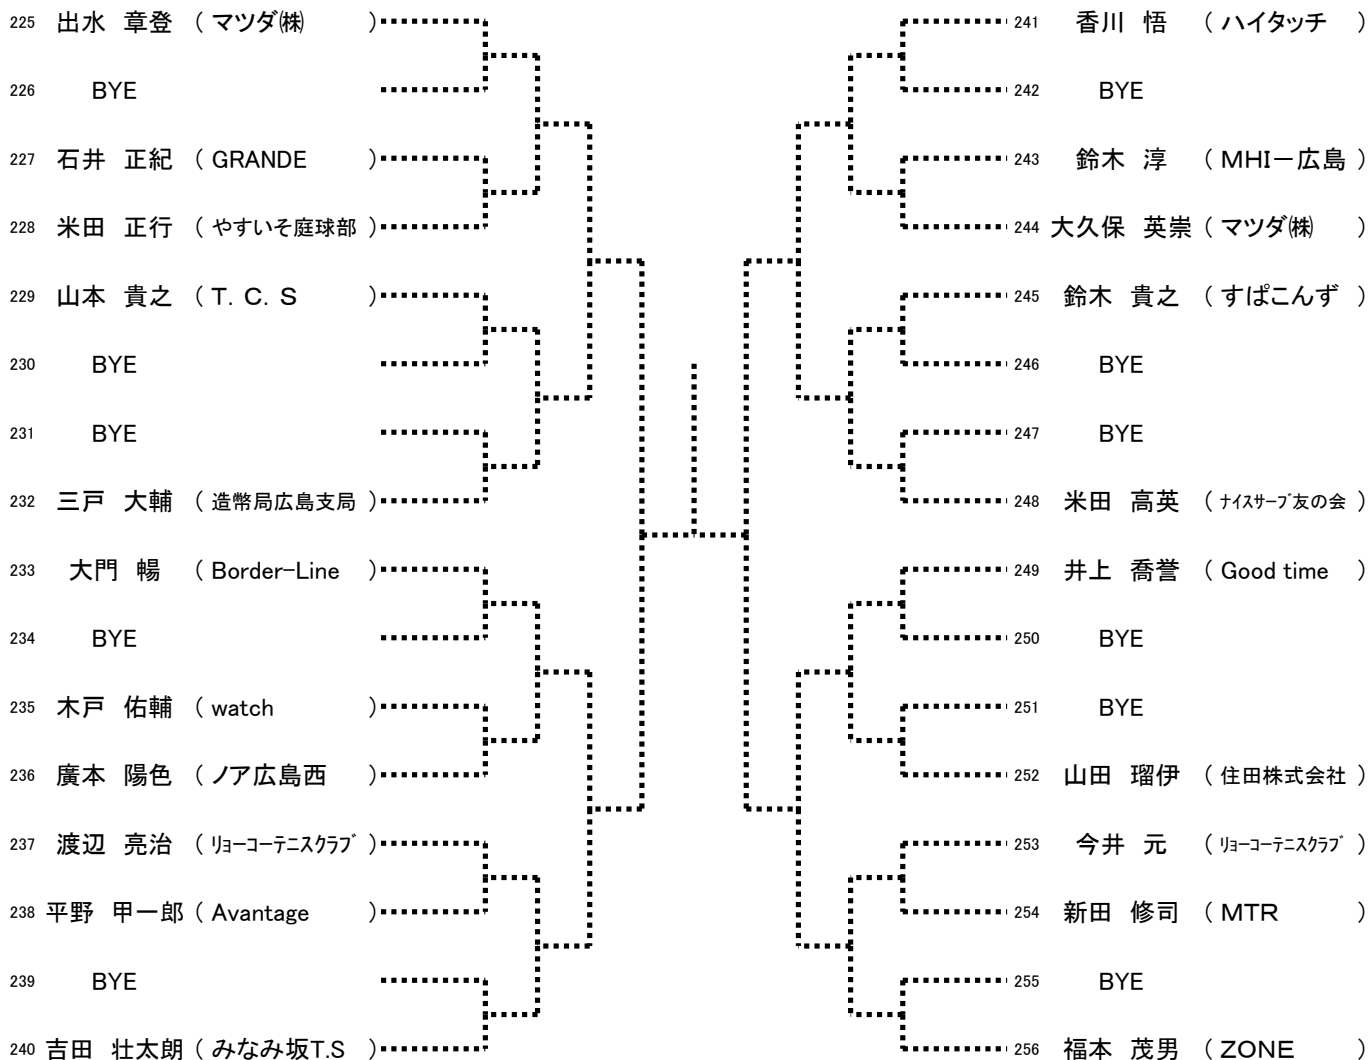 225 出水 章登 ( マツダ㈱ )
226 BYE
227 石井 正紀 ( GRANDE )
228 米田 正行 ( やすいそ庭球部 )
229 山本 貴之 ( T. C. S )
230 BYE
231 BYE
232 三戸 大輔 ( 造幣局広島支局 )
233 大門 暢 ( Border-Line )
234 BYE
235 木戸 佑輔 ( watch )
236 廣本 陽色 ( ノア広島西 )
237 渡辺 亮治 ( ﾘｮｰｺｰﾃﾆｽｸﾗﾌﾞ )
238 平野 甲一郎 ( Avantage )
239 BYE
240 吉田 壮太朗 ( みなみ坂T.S )
241 香川 悟 ( ハイタッチ )
242 BYE
243 鈴木 淳 ( MHI－広島 )
244 大久保 英崇 ( マツダ㈱ )
245 鈴木 貴之 ( すぱこんず )
246 BYE
247 BYE
248 米田 高英 ( ﾅｲｽｻｰﾌﾞ友の会 )
249 井上 喬誉 ( Good time )
250 BYE
251 BYE
252 山田 瑠伊 ( 住田株式会社 )
253 今井 元 ( ﾘｮｰｺｰﾃﾆｽｸﾗﾌﾞ )
254 新田 修司 ( MTR )
255 BYE
256 福本 茂男 ( ZONE )